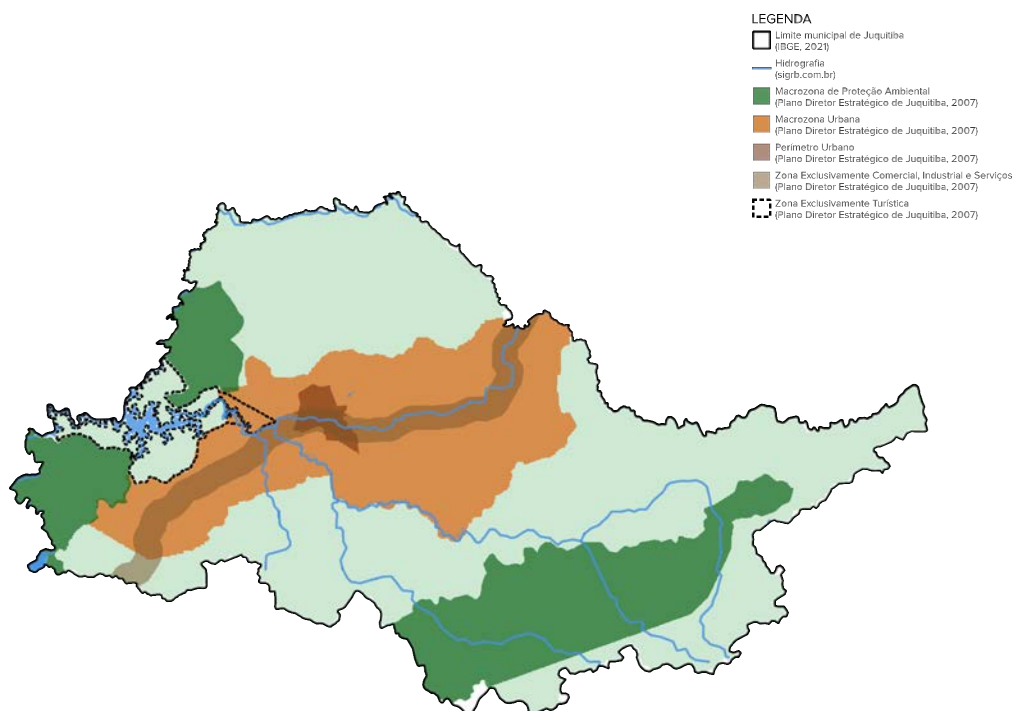 LEGENDA
Limite municipal de Juquitiba
(IBGE, 2021)
Hidrografia
(sigrb.com.br)
Macrozona de Proteção Ambiental
(Plano Diretor Estratégico de Juquitiba, 2007)
Macrozona Urbana
(Plano Diretor Estratégico de Juquitiba, 2007)
Perímetro Urbano
(Plano Diretor Estratégico de Juquitiba, 2007)
Zona Exclusivamente Comercial, Industrial e Serviços
(Plano Diretor Estratégico de Juquitiba, 2007)
Zona Exclusivamente Turística
(Plano Diretor Estratégico de Juquitiba, 2007)